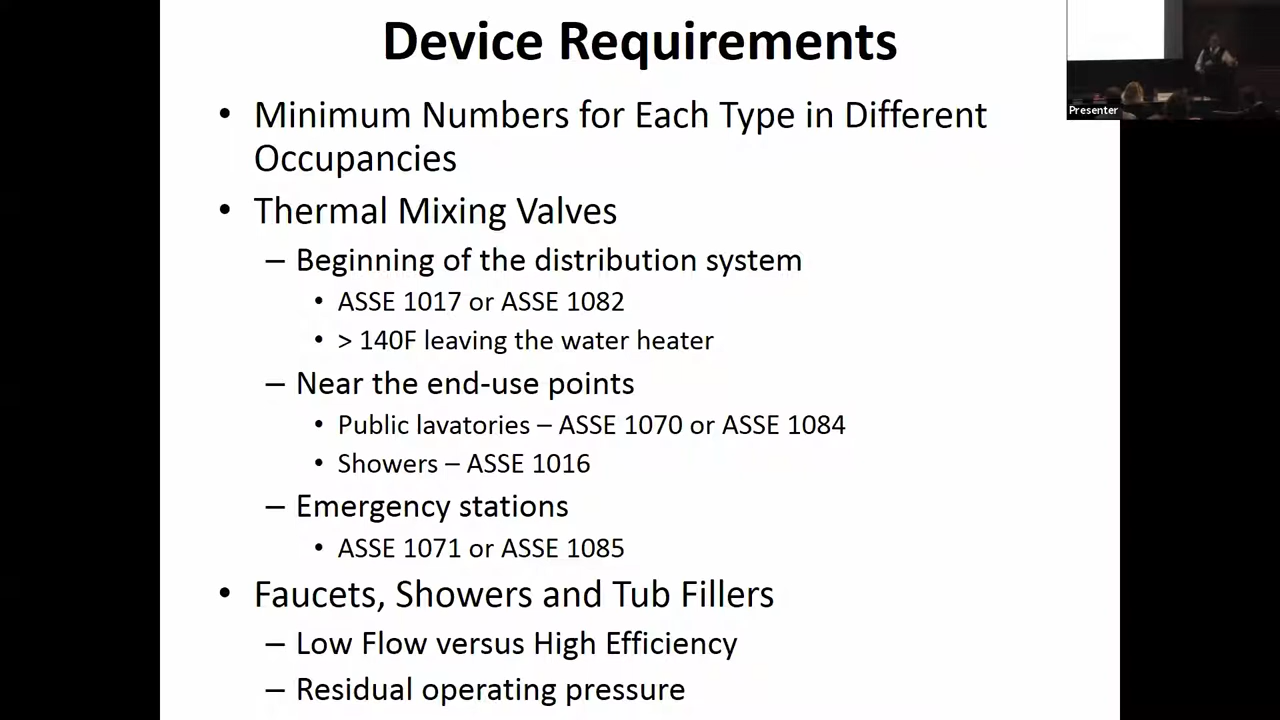 Device Requirements
• Minimum Numbers for Each Type in Different
Occupancies
• Thermal Mixing Valves
– Beginning of the distribution system
• ASSE 1017 or ASSE 1082
• > 140F leaving the water heater
– Near the end-use points
• Public lavatories – ASSE 1070 or ASSE 1084
• Showers – ASSE 1016
– Emergency stations
• ASSE 1071 or ASSE 1085
• Faucets, Showers and Tub Fillers
– Low Flow versus High Efficiency
– Residual operating pressure
Presenter